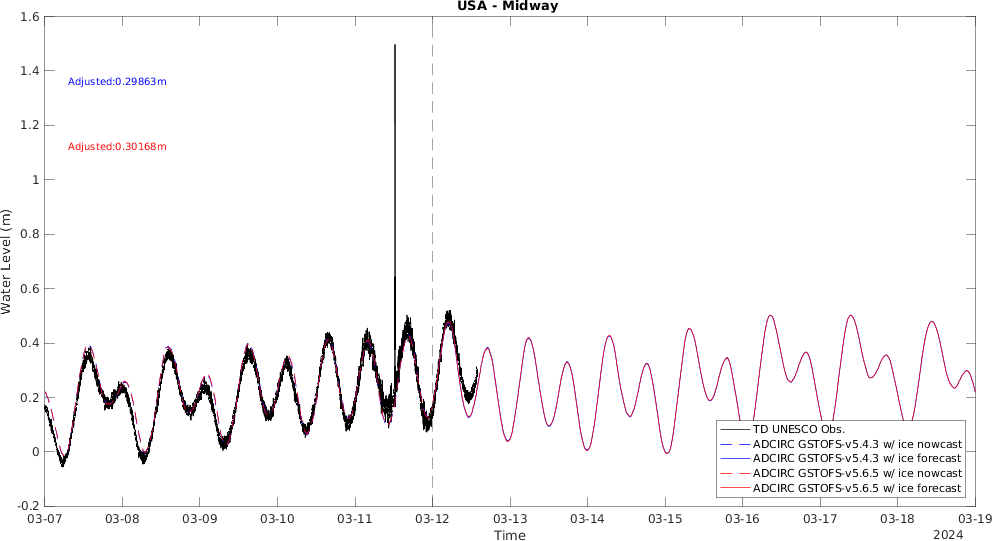 USA - Midway
1.6
1.4
1.2
1
0.8
0.6
0.4
0.2
0
-0.2
Water Level (m)
Adjusted:0.29863m
Adjusted:0.30168m
TD UNESCO Obs.
ADCIRC GSTOFS-v5.4.3 w/ ice nowcast
ADCIRC GSTOFS-v5.4.3 w/ ice forecast
ADCIRC GSTOFS-v5.6.5 w/ ice nowcast
ADCIRC GSTOFS-v5.6.5 w/ ice forecast
03-07 03-08 03-09 03-10 03-11 03-12 03-13 03-14 03-15 03-16 03-17 03-18 03-19
Time
2024